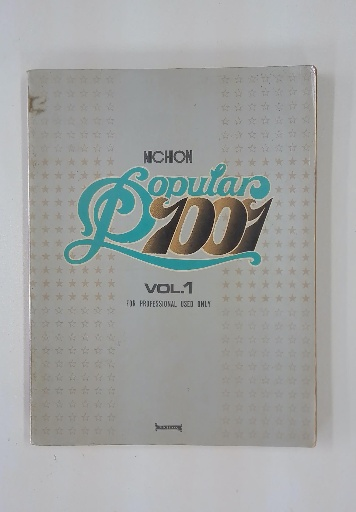 NICHION
Popular
1001
VOL.1
FOR PROFESSIONAL USED ONLY